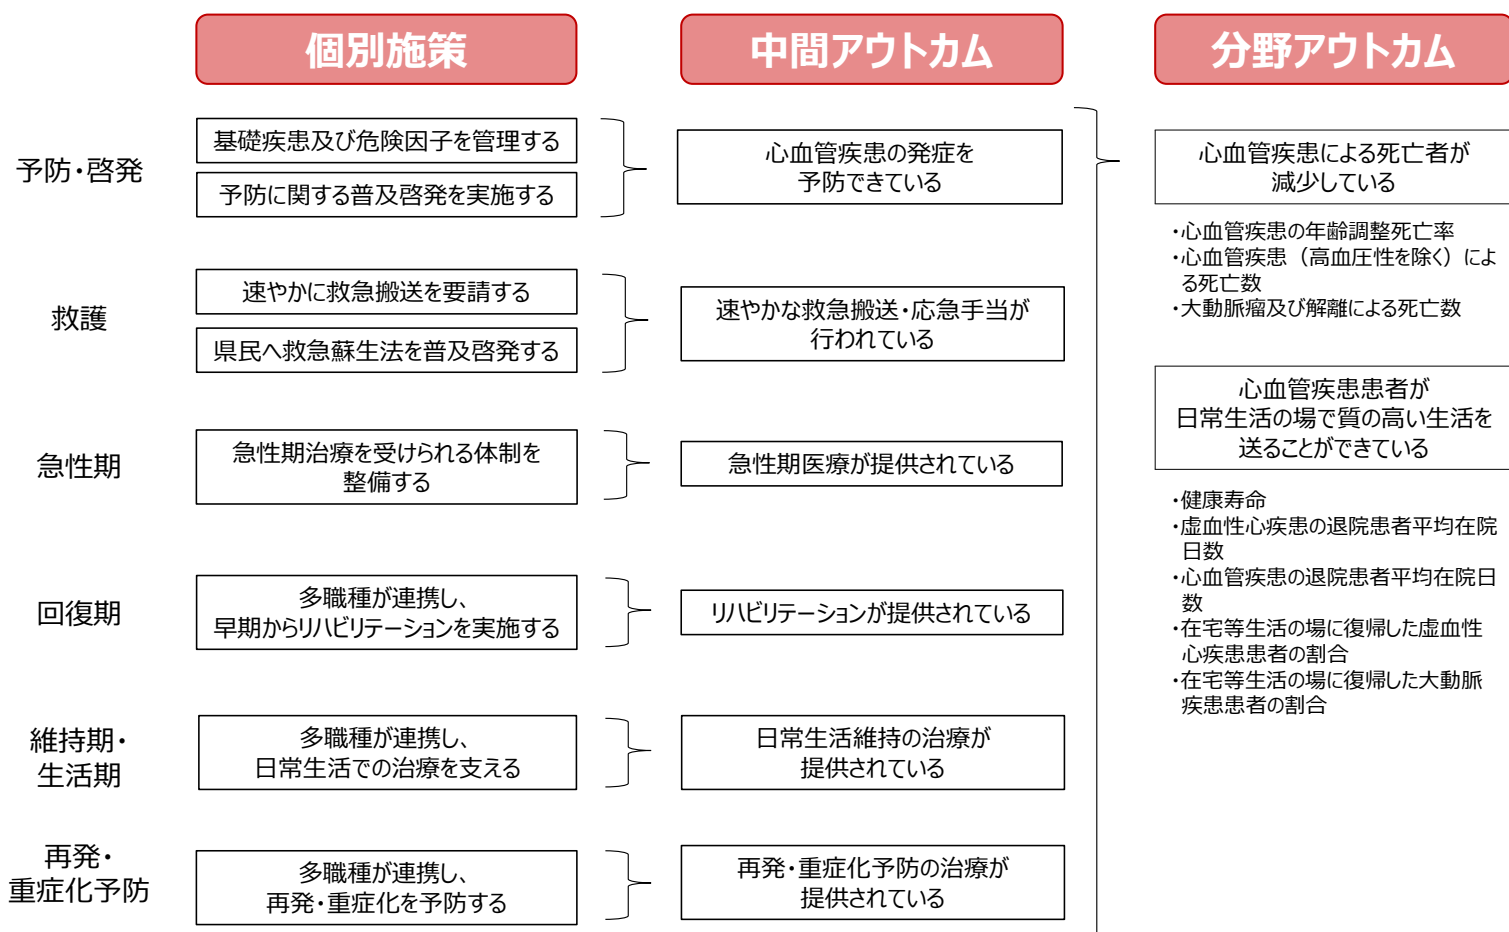 個別施策
中間アウトカム
分野アウトカム
予防・啓発
基礎疾患及び危険因子を管理する
予防に関する普及啓発を実施する
心血管疾患の発症を
予防できている
救護
速やかに救急搬送を要請する
県民へ救急蘇生法を普及啓発する
速やかな救急搬送・応急手当が
行われている
急性期
急性期治療を受けられる体制を
整備する
急性期医療が提供されている
回復期
多職種が連携し、
早期からリハビリテーションを実施する
リハビリテーションが提供されている
維持期・
生活期
多職種が連携し、
日常生活での治療を支える
日常生活維持の治療が
提供されている
再発・
重症化予防
多職種が連携し、
再発・重症化を予防する
再発・重症化予防の治療が
提供されている
心血管疾患による死亡者が
減少している
・心血管疾患の年齢調整死亡率
・心血管疾患（高血圧性を除く）によ
る死亡数
・大動脈瘤及び解離による死亡数
心血管疾患患者が
日常生活の場で質の高い生活を
送ることができている
・健康寿命
・虚血性心疾患の退院患者平均在院
日数
・心血管疾患の退院患者平均在院日
数
・在宅等生活の場に復帰した虚血性
心疾患患者の割合
・在宅等生活の場に復帰した大動脈
疾患患者の割合